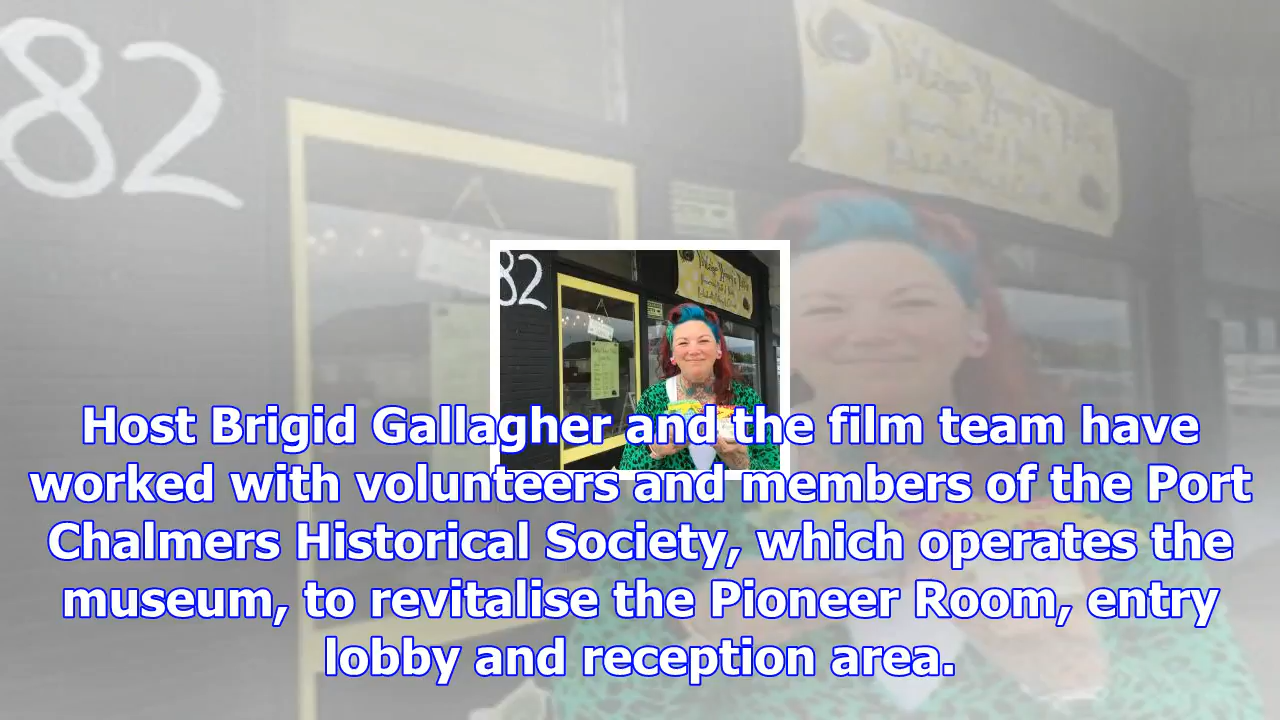 82
82
Host Brigid Gallagher and the film team have
worked with volunteers and members of the Port
Chalmers Historical Society, which operates the
museum, to revitalise the Pioneer Room, entry
lobby and reception area.